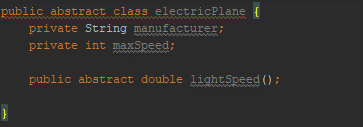 public abstract class electricPlane {
    private String manufacturer;
    private int maxSpeed;

    public abstract double lightSpeed();

}